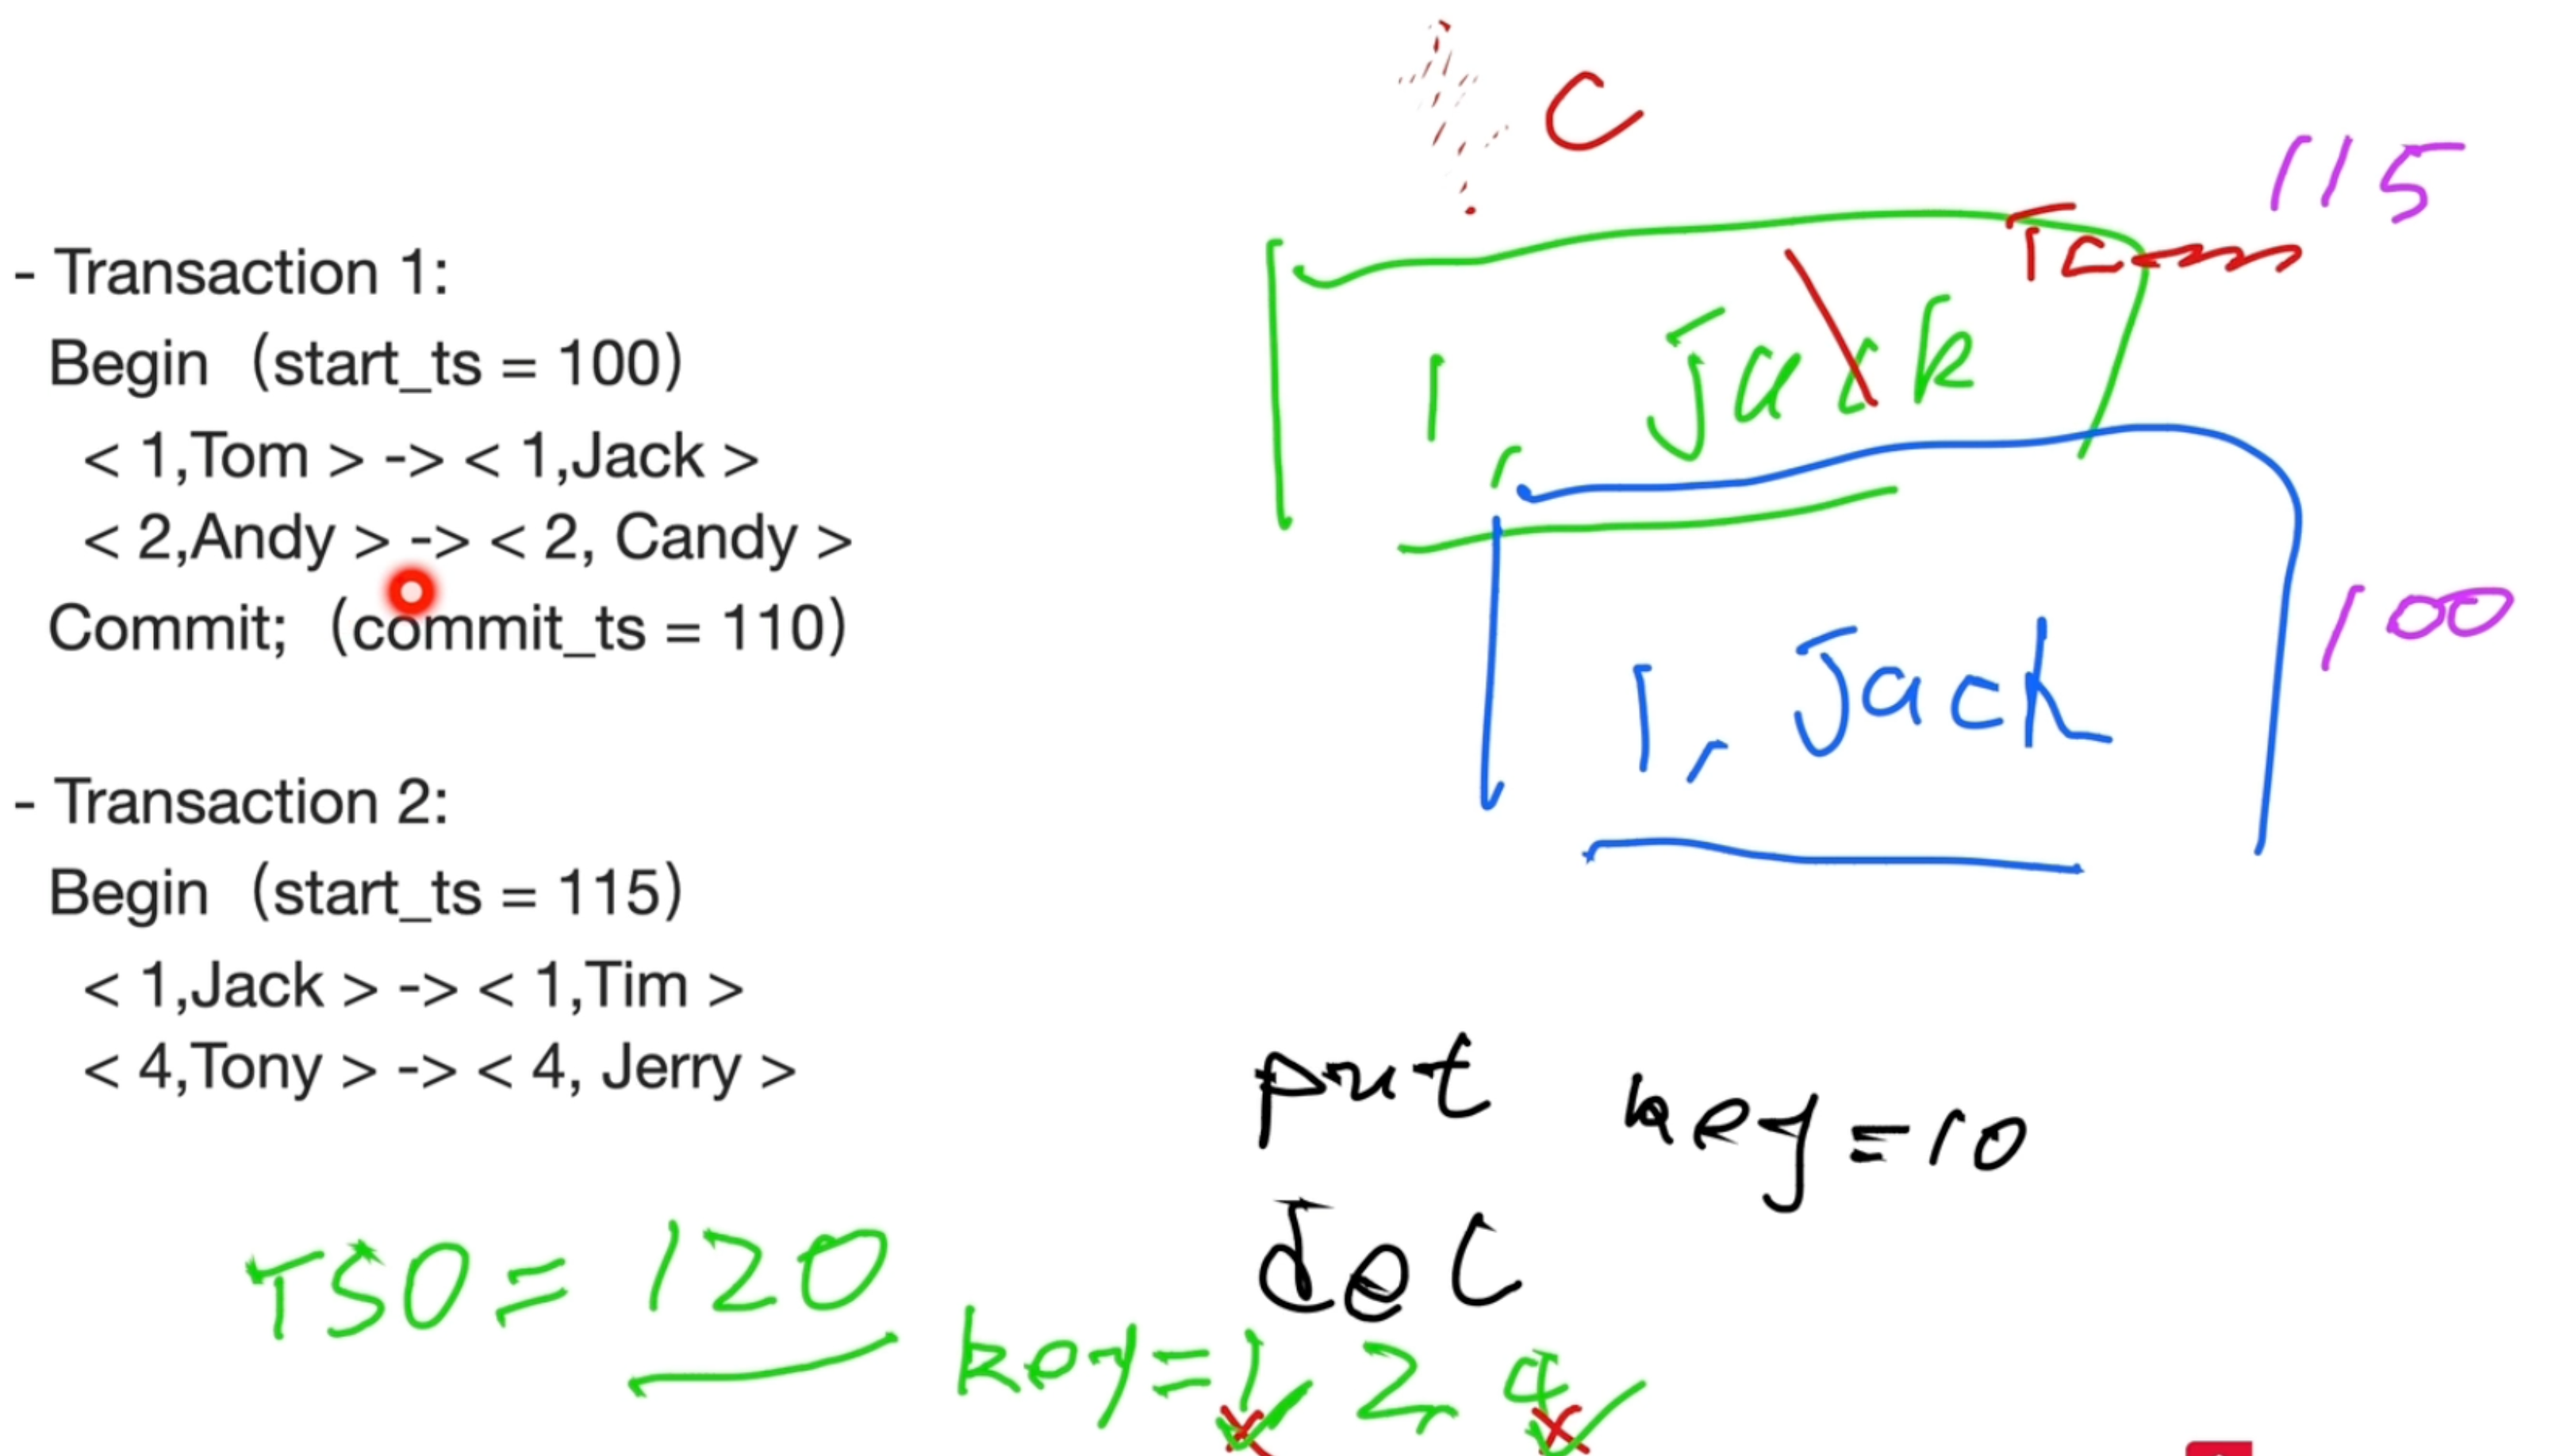 - Transaction 1:
Begin（start_ts = 100）
< 1,Tom > -> < 1,Jack >
< 2,Andy > -> < 2, Candy >
Commit;（commit_ts = 110）
- Transaction 2:
Begin（start_ts = 115）
< 1,Jack > -> < 1,Tim >
< 4,Tony > -> < 4, Jerry >
TSO = 120
C
115
1, Jack
100
1, Jack
put key=10
del
key=1, 2, 4